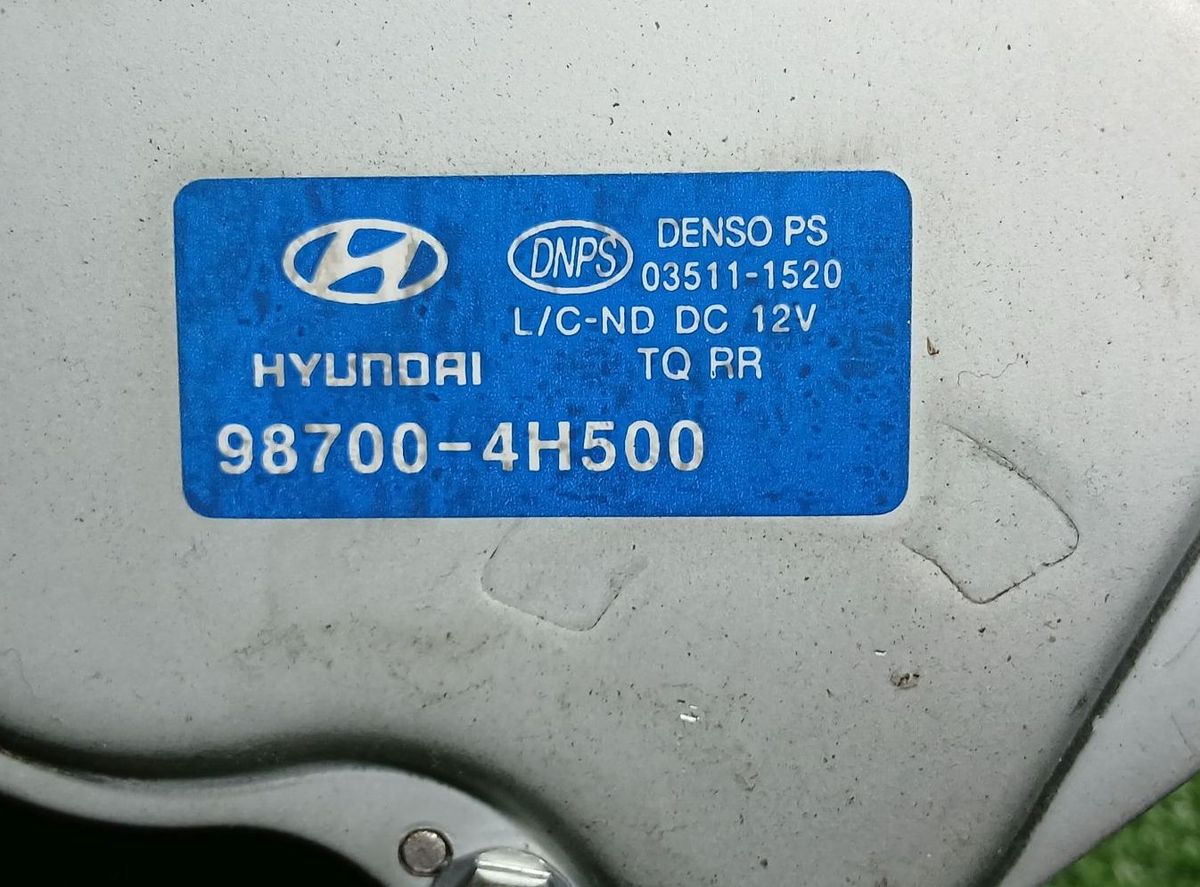 DNPS DENSO PS
03511-1520
L/C-ND DC 12V
HYUNDAI TQ RR
98700-4H500